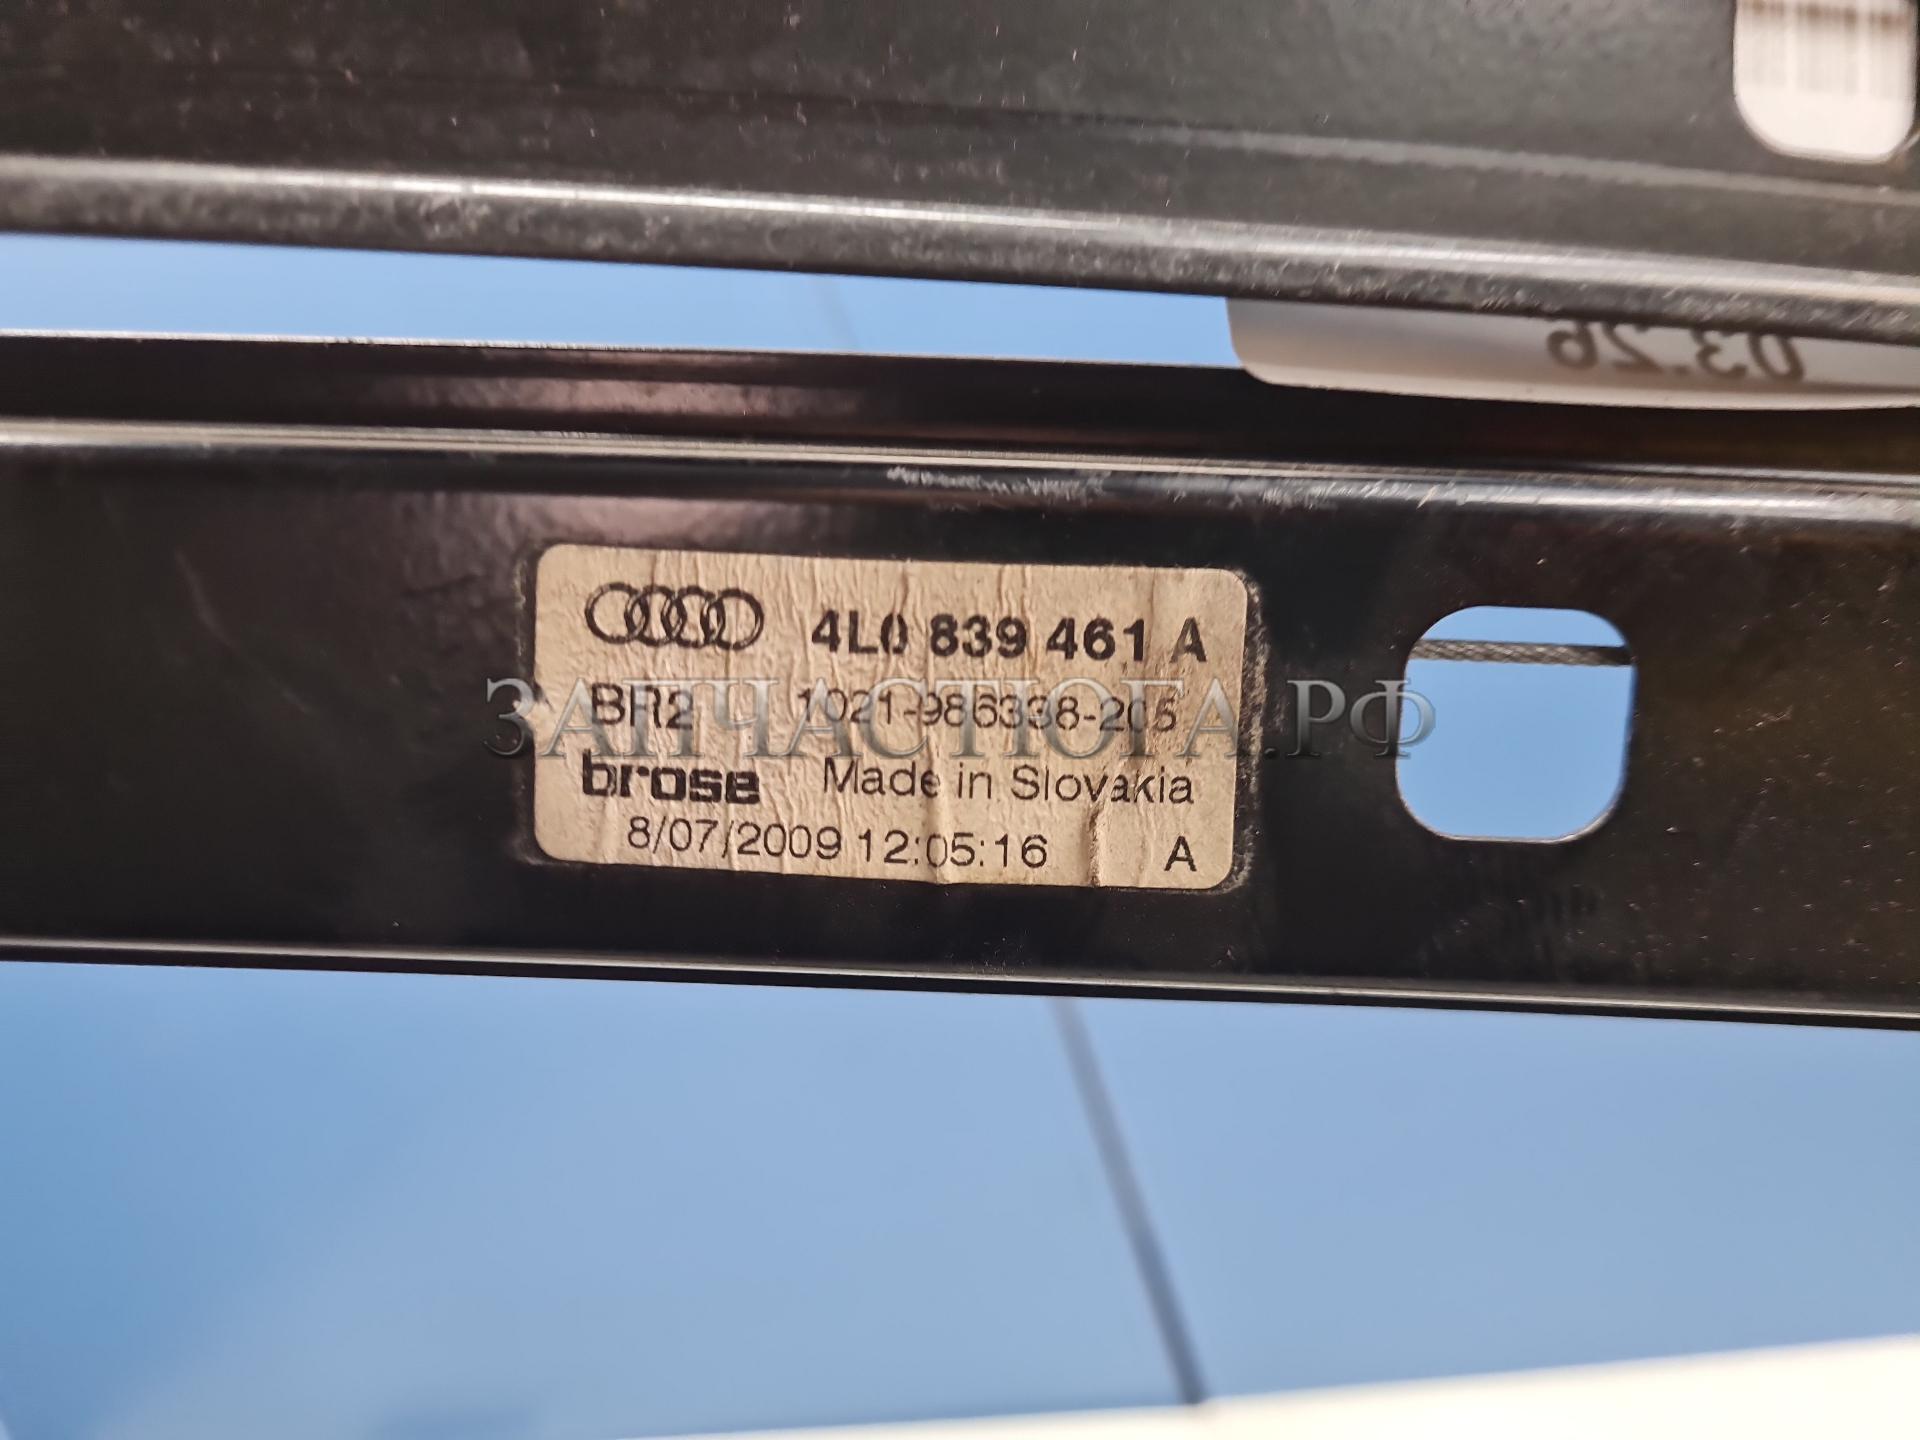 03.26
4L0 839 461 A
BR2 1021-986338-205
ЗАПЧАСТЮГА.РФ
brose Made in Slovakia
8/07/2009 12:05:16 A